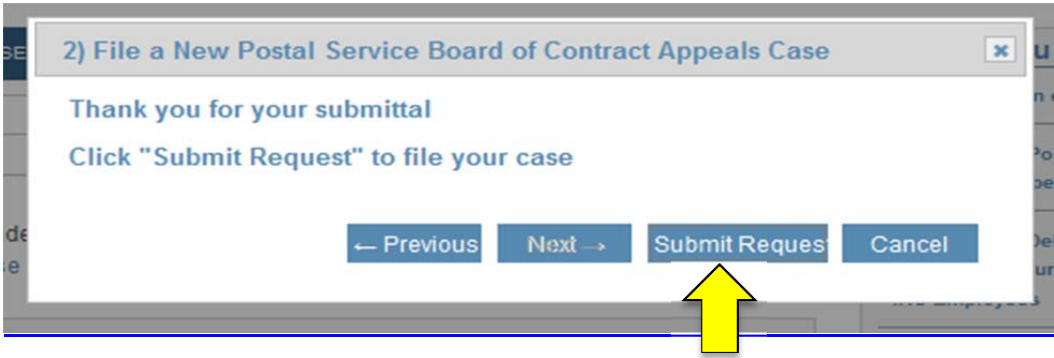 2) File a New Postal Service Board of Contract Appeals Case
Thank you for your submittal
Click "Submit Request" to file your case
← Previous Next → Submit Reques Cancel